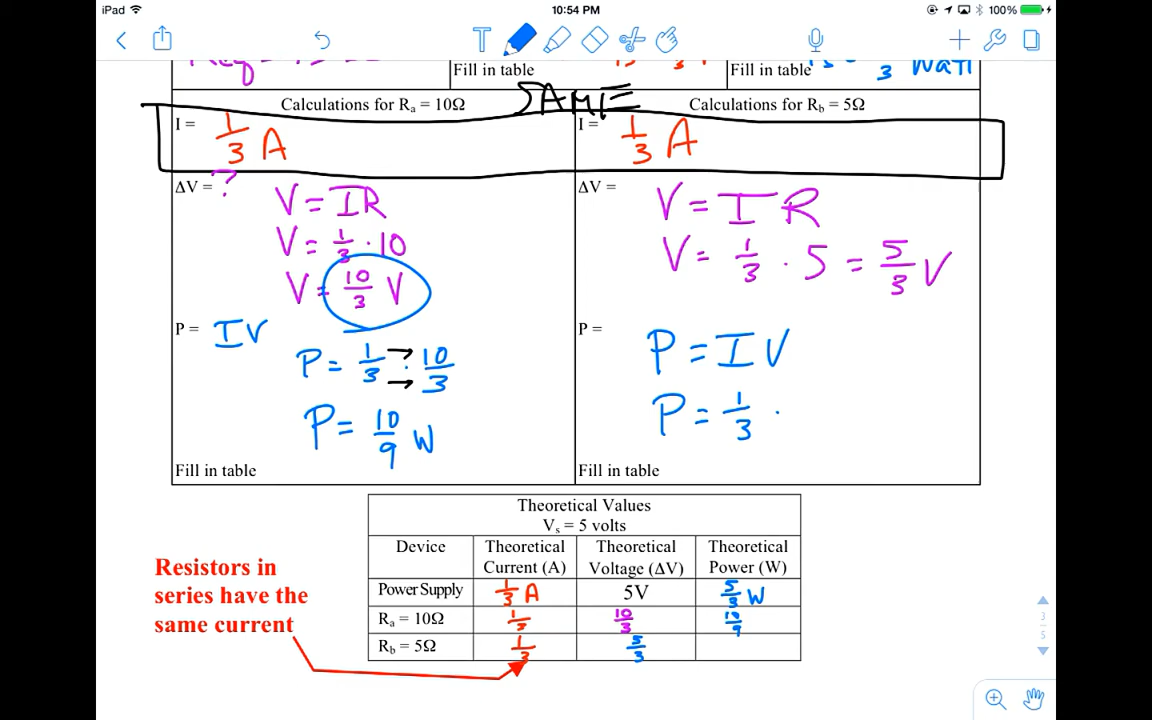 iPad
10:54 PM
100%
T
Req
Fill in table
Fill in table
3 Watt
SAME
Calculations for Ra = 10Ω
Calculations for Rb = 5Ω
I = 1/3 A
I = 1/3 A
ΔV = ?
V = IR
V = 1/3 · 10
V = 10/3 V
ΔV =
V = I R
V = 1/3 · 5 = 5/3 V
P = IV
P = 1/3 · 10/3
P = 10/9 W
Fill in table
P =
P = I V
P = 1/3 ·
Fill in table
Theoretical Values
Vs = 5 volts
Device Theoretical Current (A) Theoretical Voltage (ΔV) Theoretical Power (W)
Power Supply 1/3 A 5V 5/3 W
Ra = 10Ω 1/3 10/3 10/9
Rb = 5Ω 1/3 5/3
Resistors in
series have the
same current
3
5